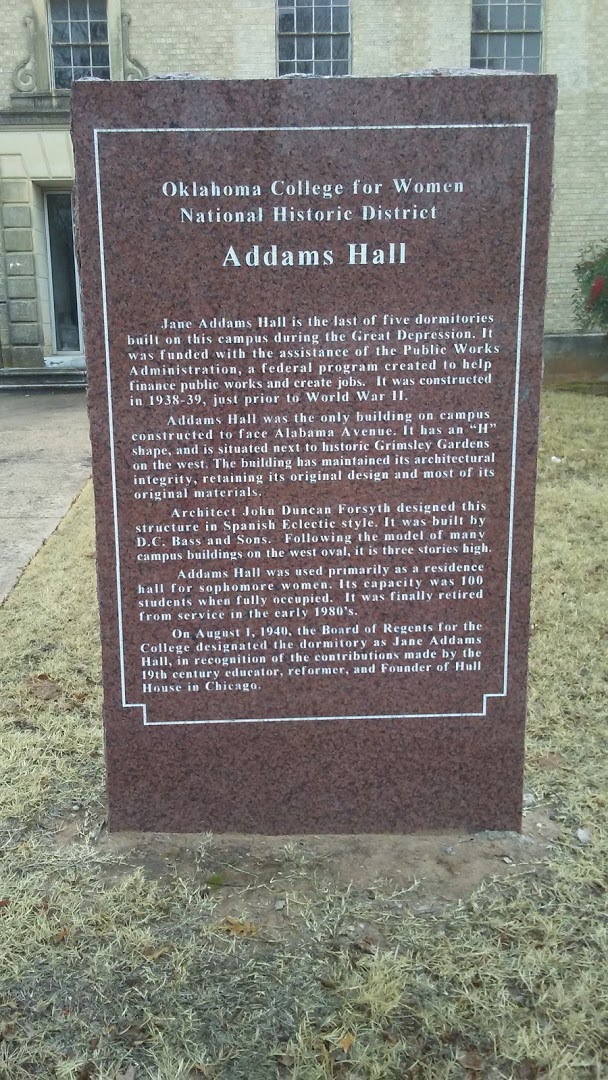 Oklahoma College for Women
National Historic District
Addams Hall
Jane Addams Hall is the last of five dormitories
built on this campus during the Great Depression. It
was funded with the assistance of the Public Works
Administration, a federal program created to help
finance public works and create jobs. It was constructed
in 1938-39, just prior to World War II.
Addams Hall was the only building on campus
constructed to face Alabama Avenue. It has an “H”
shape, and is situated next to historic Grimsley Gardens
on the west. The building has maintained its architectural
integrity, retaining its original design and most of its
original materials.
Architect John Duncan Forsyth designed this
structure in Spanish Eclectic style. It was built by
D.C. Bass and Sons. Following the model of many
campus buildings on the west oval, it is three stories high.
Addams Hall was used primarily as a residence
hall for sophomore women. Its capacity was 100
students when fully occupied. It was finally retired
from service in the early 1980's.
On August 1, 1940, the Board of Regents for the
College designated the dormitory as Jane Addams
Hall, in recognition of the contributions made by the
19th century educator, reformer, and Founder of Hull
House in Chicago.